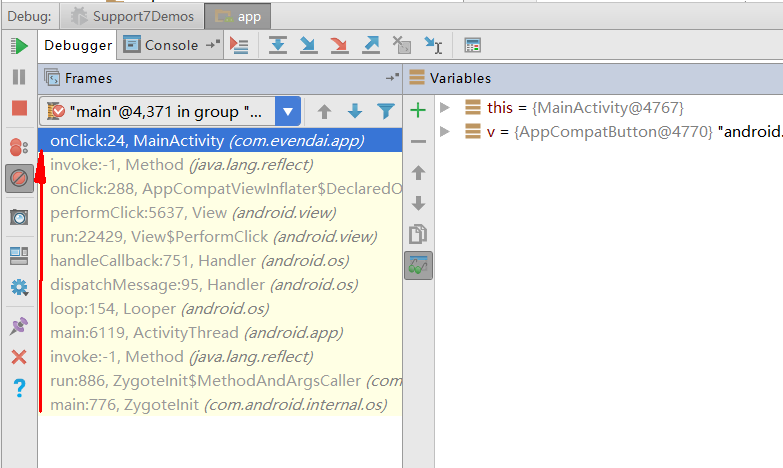 Debug: Support7Demos app
Debugger Console
Frames
Variables
"main"@4,371 in group "...
this = {MainActivity@4767}
v = {AppCompatButton@4770} "android.
onClick:24, MainActivity (com.evendai.app)
invoke:-1, Method (java.lang.reflect)
onClick:288, AppCompatViewInflater$DeclaredO
performClick:5637, View (android.view)
run:22429, View$PerformClick (android.view)
handleCallback:751, Handler (android.os)
dispatchMessage:95, Handler (android.os)
loop:154, Looper (android.os)
main:6119, ActivityThread (android.app)
invoke:-1, Method (java.lang.reflect)
run:886, ZygoteInit$MethodAndArgsCaller (com
main:776, ZygoteInit (com.android.internal.os)